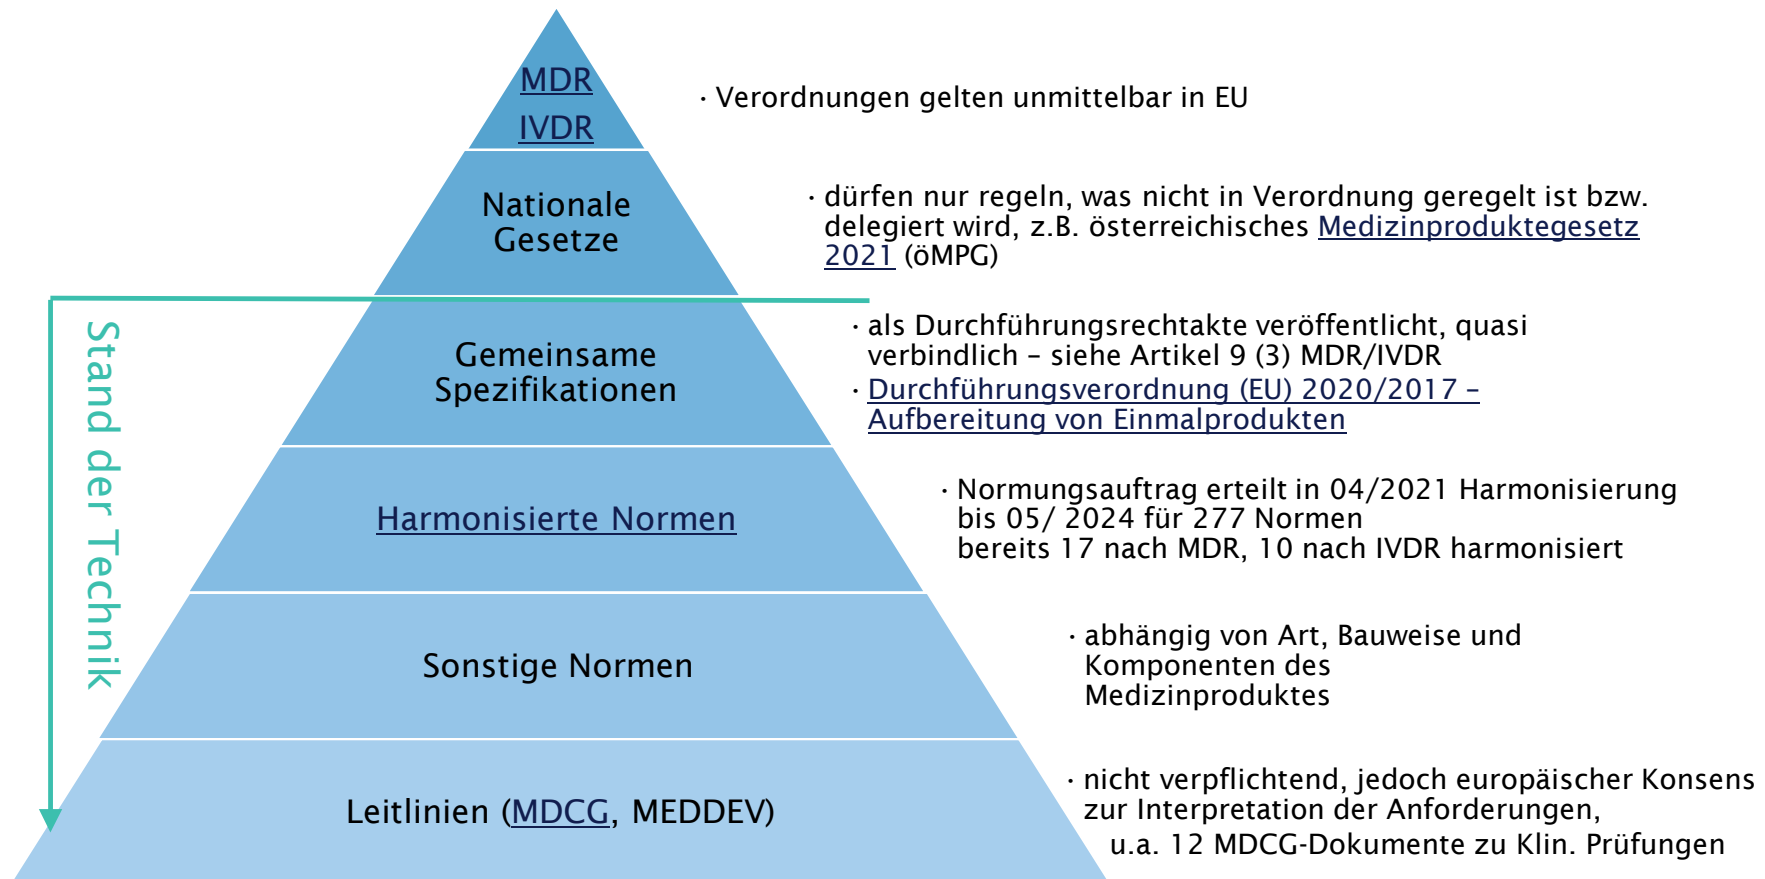 MDR
IVDR
· Verordnungen gelten unmittelbar in EU
Nationale
Gesetze
· dürfen nur regeln, was nicht in Verordnung geregelt ist bzw.
delegiert wird, z.B. österreichisches Medizinproduktegesetz
2021 (öMPG)
Stand der Technik
Gemeinsame
Spezifikationen
· als Durchführungsrechtakte veröffentlicht, quasi
verbindlich – siehe Artikel 9 (3) MDR/IVDR
· Durchführungsverordnung (EU) 2020/2017 –
Aufbereitung von Einmalprodukten
Harmonisierte Normen
· Normungsauftrag erteilt in 04/2021 Harmonisierung
bis 05/ 2024 für 277 Normen
bereits 17 nach MDR, 10 nach IVDR harmonisiert
Sonstige Normen
· abhängig von Art, Bauweise und
Komponenten des
Medizinproduktes
Leitlinien (MDCG, MEDDEV)
· nicht verpflichtend, jedoch europäischer Konsens
zur Interpretation der Anforderungen,
u.a. 12 MDCG-Dokumente zu Klin. Prüfungen